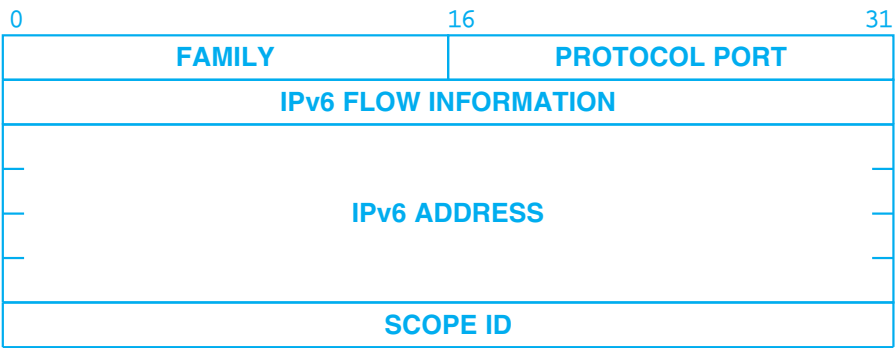 0 16 31
FAMILY PROTOCOL PORT
IPv6 FLOW INFORMATION
IPv6 ADDRESS
SCOPE ID